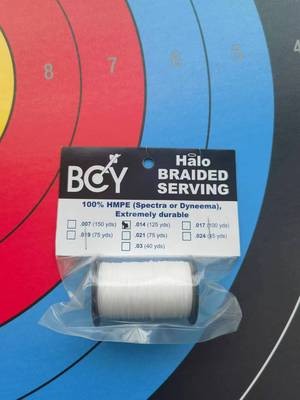 8
7
6
5
4
BCY
Halo
BRAIDED
SERVING
100% HMPE (Spectra or Dyneema),
Extremely durable
.007 (150 yds) .014 (125 yds) .017 (100 yds)
.019 (75 yds) .021 (75 yds) .024 (65 yds)
.03 (40 yds)